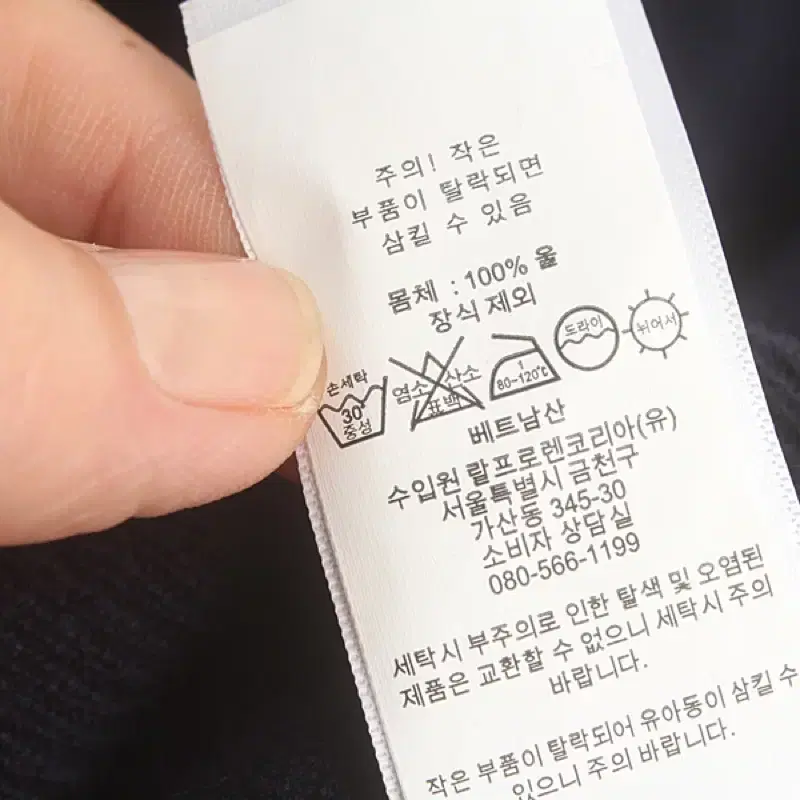 주의! 작은
부품이 탈락되면
삼킬 수 있음
몸체 : 100% 울
장식 제외
손세탁
30°
중성
염소 산소
표백
1
80-120℃
드라이
뉘어서
베트남산
수입원 랄프로렌코리아(유)
서울특별시 금천구
가산동 345-30
소비자 상담실
080-566-1199
세탁시 부주의로 인한 탈색 및 오염된
제품은 교환할 수 없으니 세탁시 주의
바랍니다.
작은 부품이 탈락되어 유아동이 삼킬 수
있으니 주의 바랍니다.